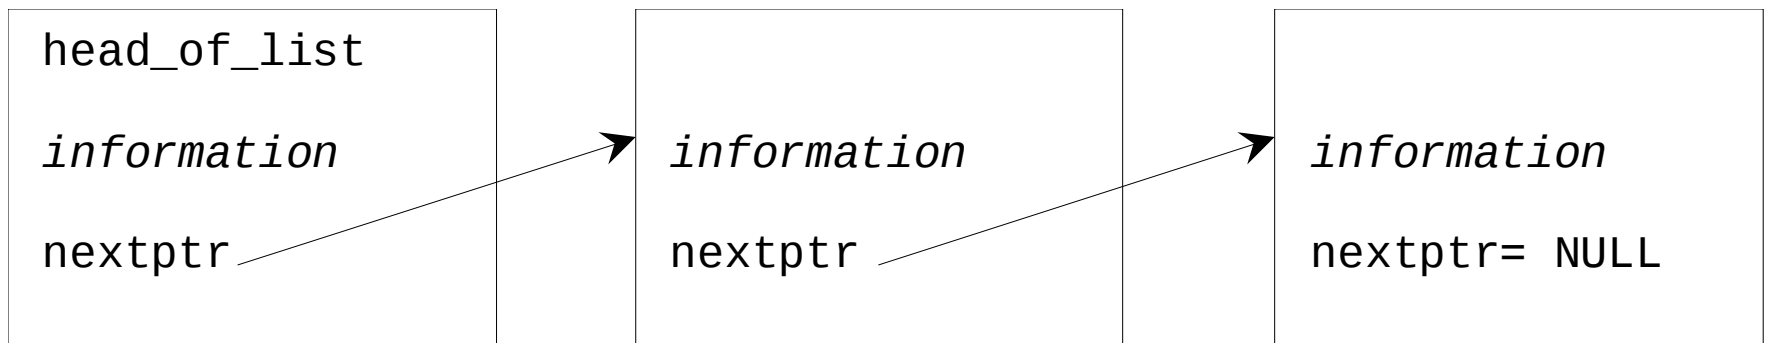 head_of_list
information
nextptr
information
nextptr
information
nextptr= NULL